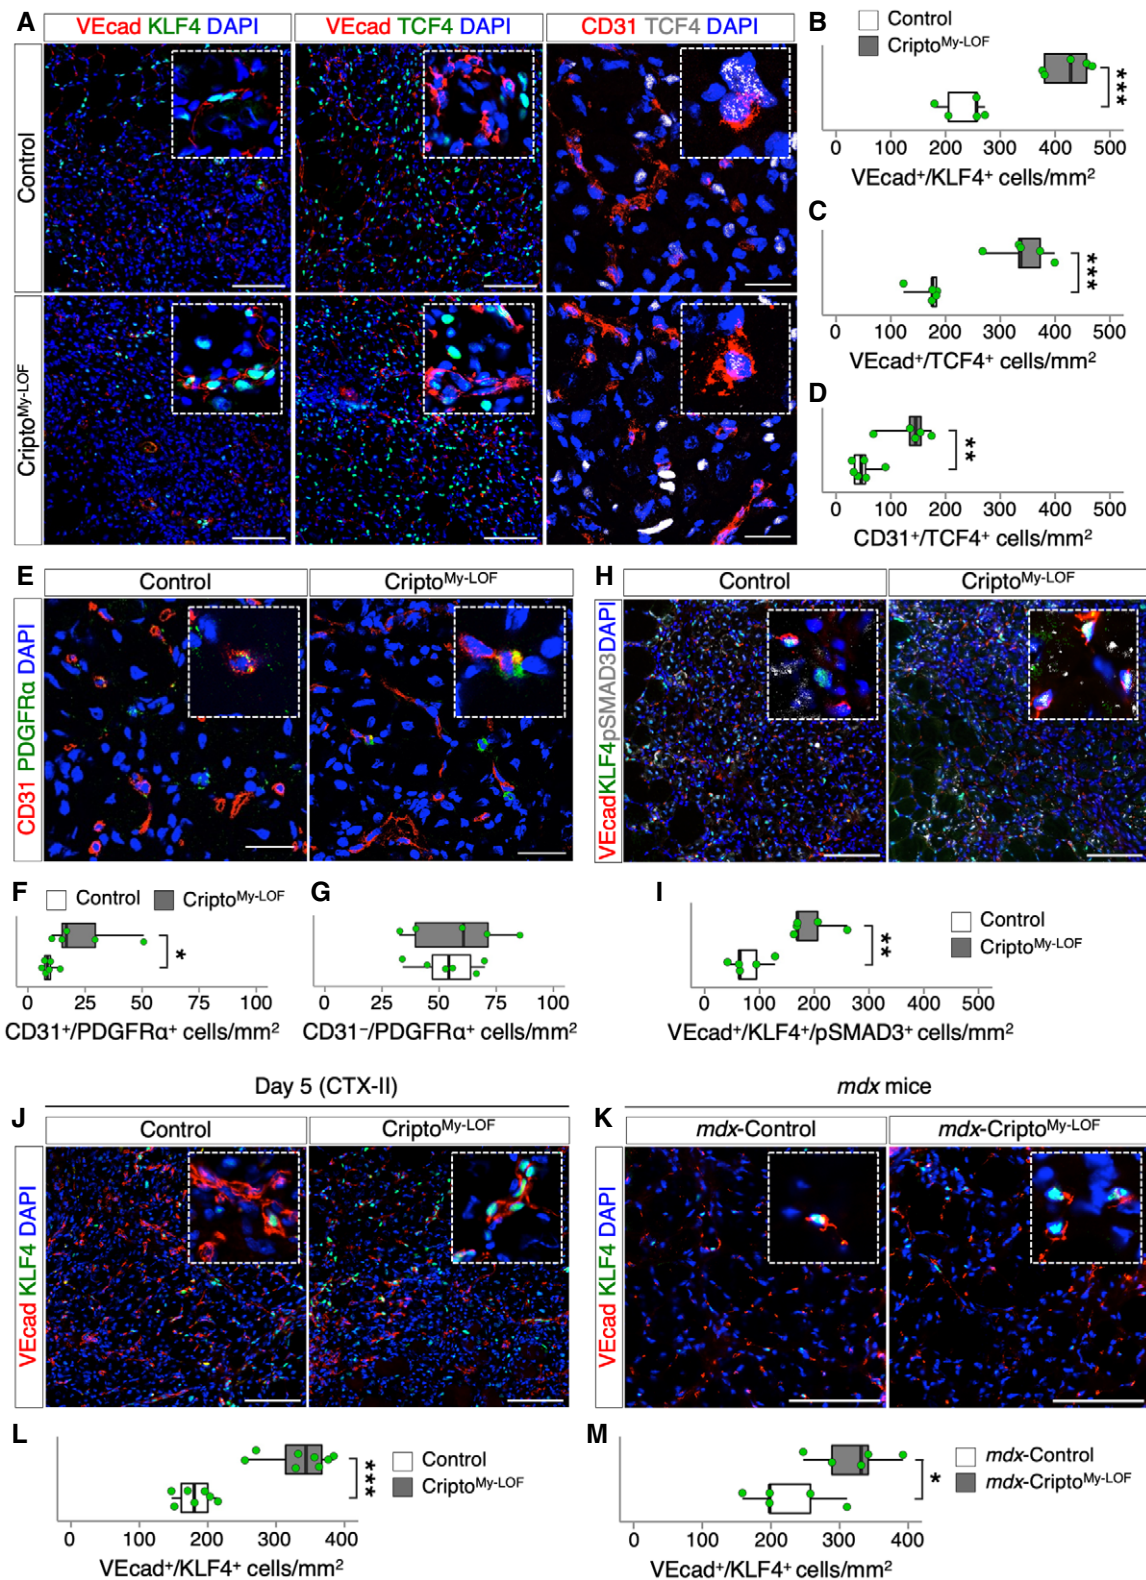 A
VEcad KLF4 DAPI
VEcad TCF4 DAPI
CD31 TCF4 DAPI
Control
CriptoMy-LOF
B
Control
CriptoMy-LOF
***
0 100 200 300 400 500
VEcad+/KLF4+ cells/mm2
C
***
0 100 200 300 400 500
VEcad+/TCF4+ cells/mm2
D
**
0 100 200 300 400 500
CD31+/TCF4+ cells/mm2
E
Control
CriptoMy-LOF
CD31 PDGFRα DAPI
H
Control
CriptoMy-LOF
VEcadKLF4pSMAD3DAPI
F
Control
CriptoMy-LOF
*
0 25 50 75 100
CD31+/PDGFRα+ cells/mm2
G
0 25 50 75 100
CD31−/PDGFRα+ cells/mm2
I
Control
CriptoMy-LOF
**
0 100 200 300 400 500
VEcad+/KLF4+/pSMAD3+ cells/mm2
Day 5 (CTX-II)
J
Control
CriptoMy-LOF
VEcad KLF4 DAPI
mdx mice
K
mdx-Control
mdx-CriptoMy-LOF
VEcad KLF4 DAPI
L
Control
CriptoMy-LOF
***
0 100 200 300 400
VEcad+/KLF4+ cells/mm2
M
mdx-Control
mdx-CriptoMy-LOF
*
0 100 200 300 400
VEcad+/KLF4+ cells/mm2